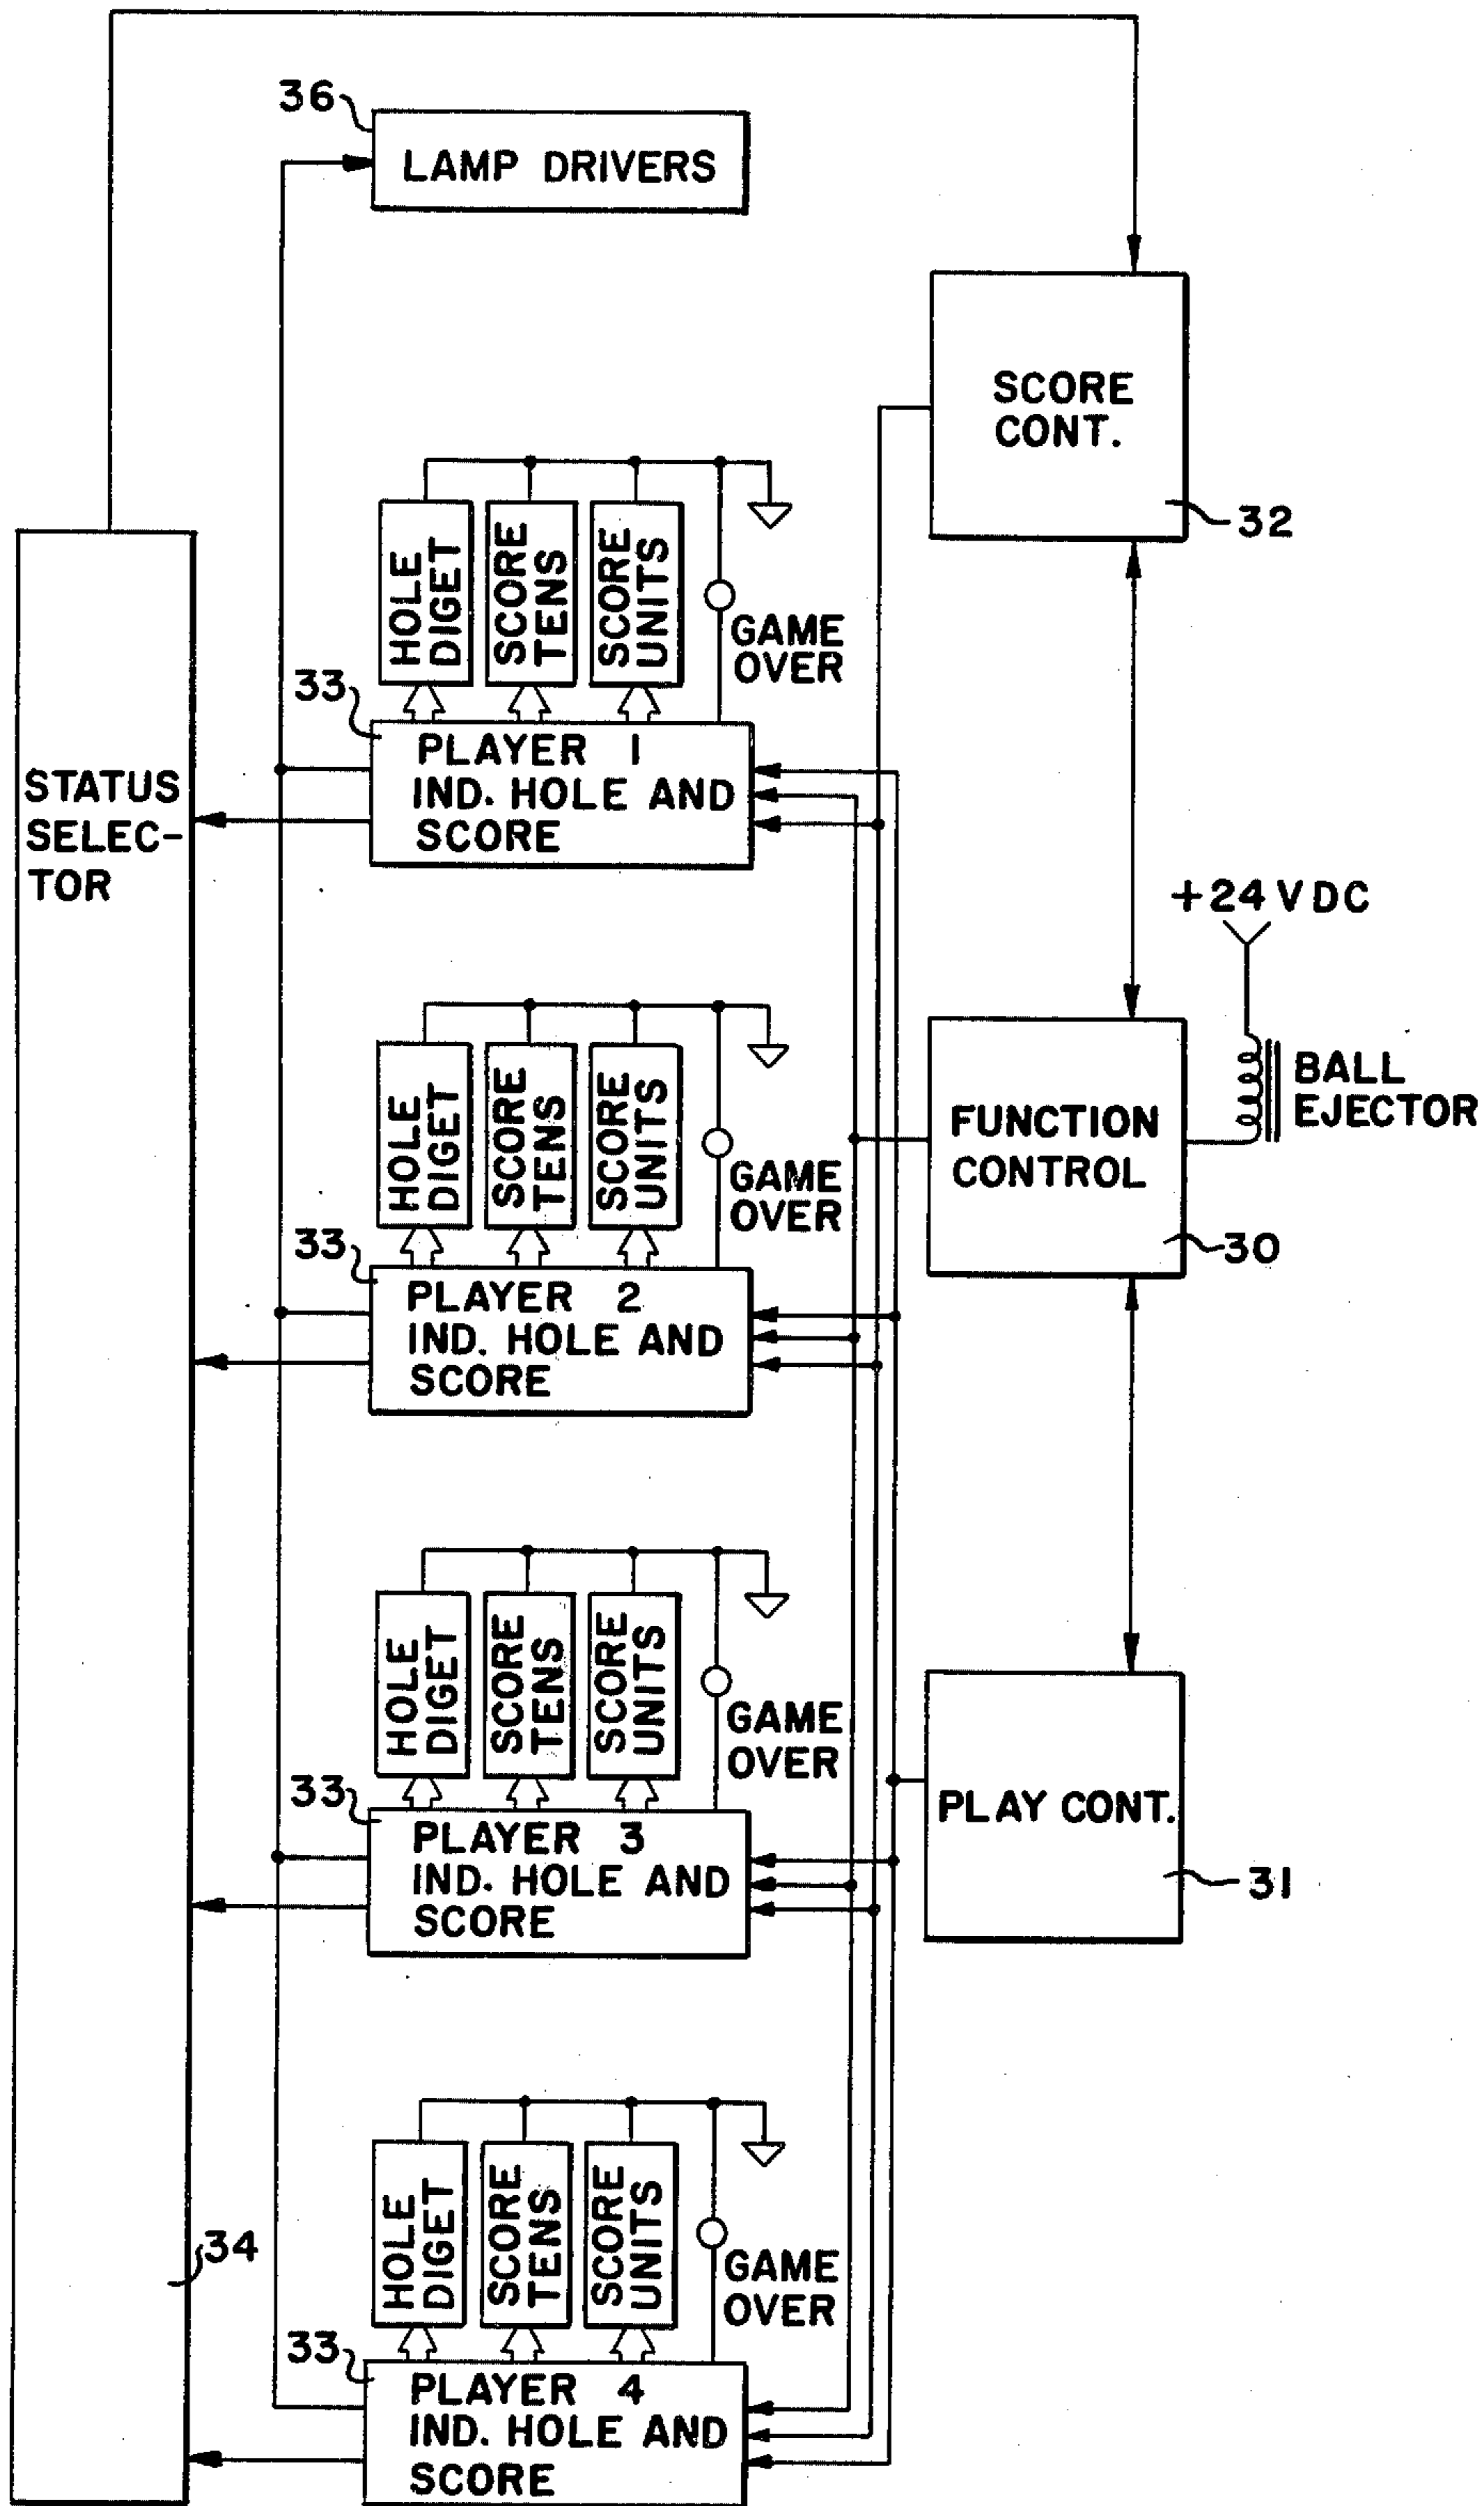 36
LAMP DRIVERS
SCORE
CONT.
32
HOLE
DIGET
SCORE
TENS
SCORE
UNITS
GAME
OVER
33
PLAYER 1
IND. HOLE AND
SCORE
STATUS
SELEC-
TOR
+24 VDC
BALL
EJECTOR
HOLE
DIGET
SCORE
TENS
SCORE
UNITS
GAME
OVER
FUNCTION
CONTROL
30
33
PLAYER 2
IND. HOLE AND
SCORE
HOLE
DIGET
SCORE
TENS
SCORE
UNITS
GAME
OVER
33
PLAYER 3
IND. HOLE AND
SCORE
PLAY CONT.
31
HOLE
DIGET
SCORE
TENS
SCORE
UNITS
GAME
OVER
34
33
PLAYER 4
IND. HOLE AND
SCORE